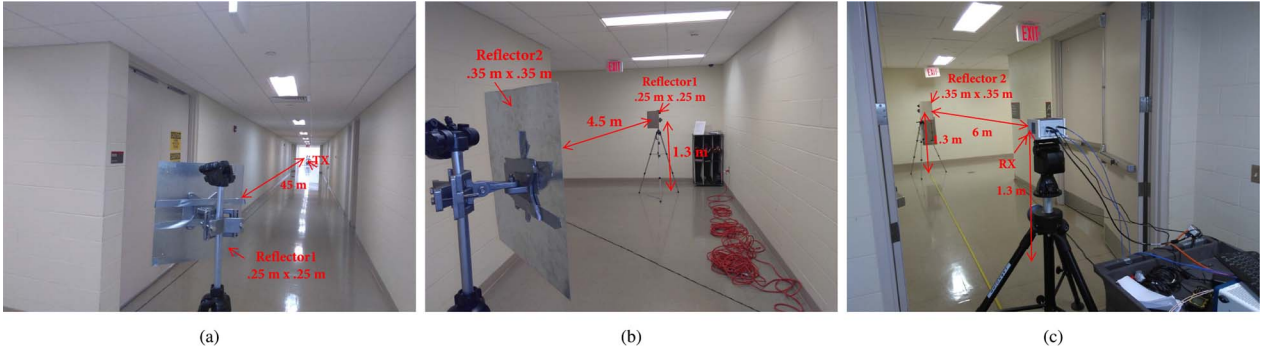 TX
45 m
Reflector1
.25 m x .25 m
(a)
Reflector2
.35 m x .35 m
EXIT
Reflector1
.25 m x .25 m
4.5 m
1.3 m
(b)
EXIT
EXIT
Reflector 2
.35 m x .35 m
6 m
1.3 m
RX
1.3 m
(c)